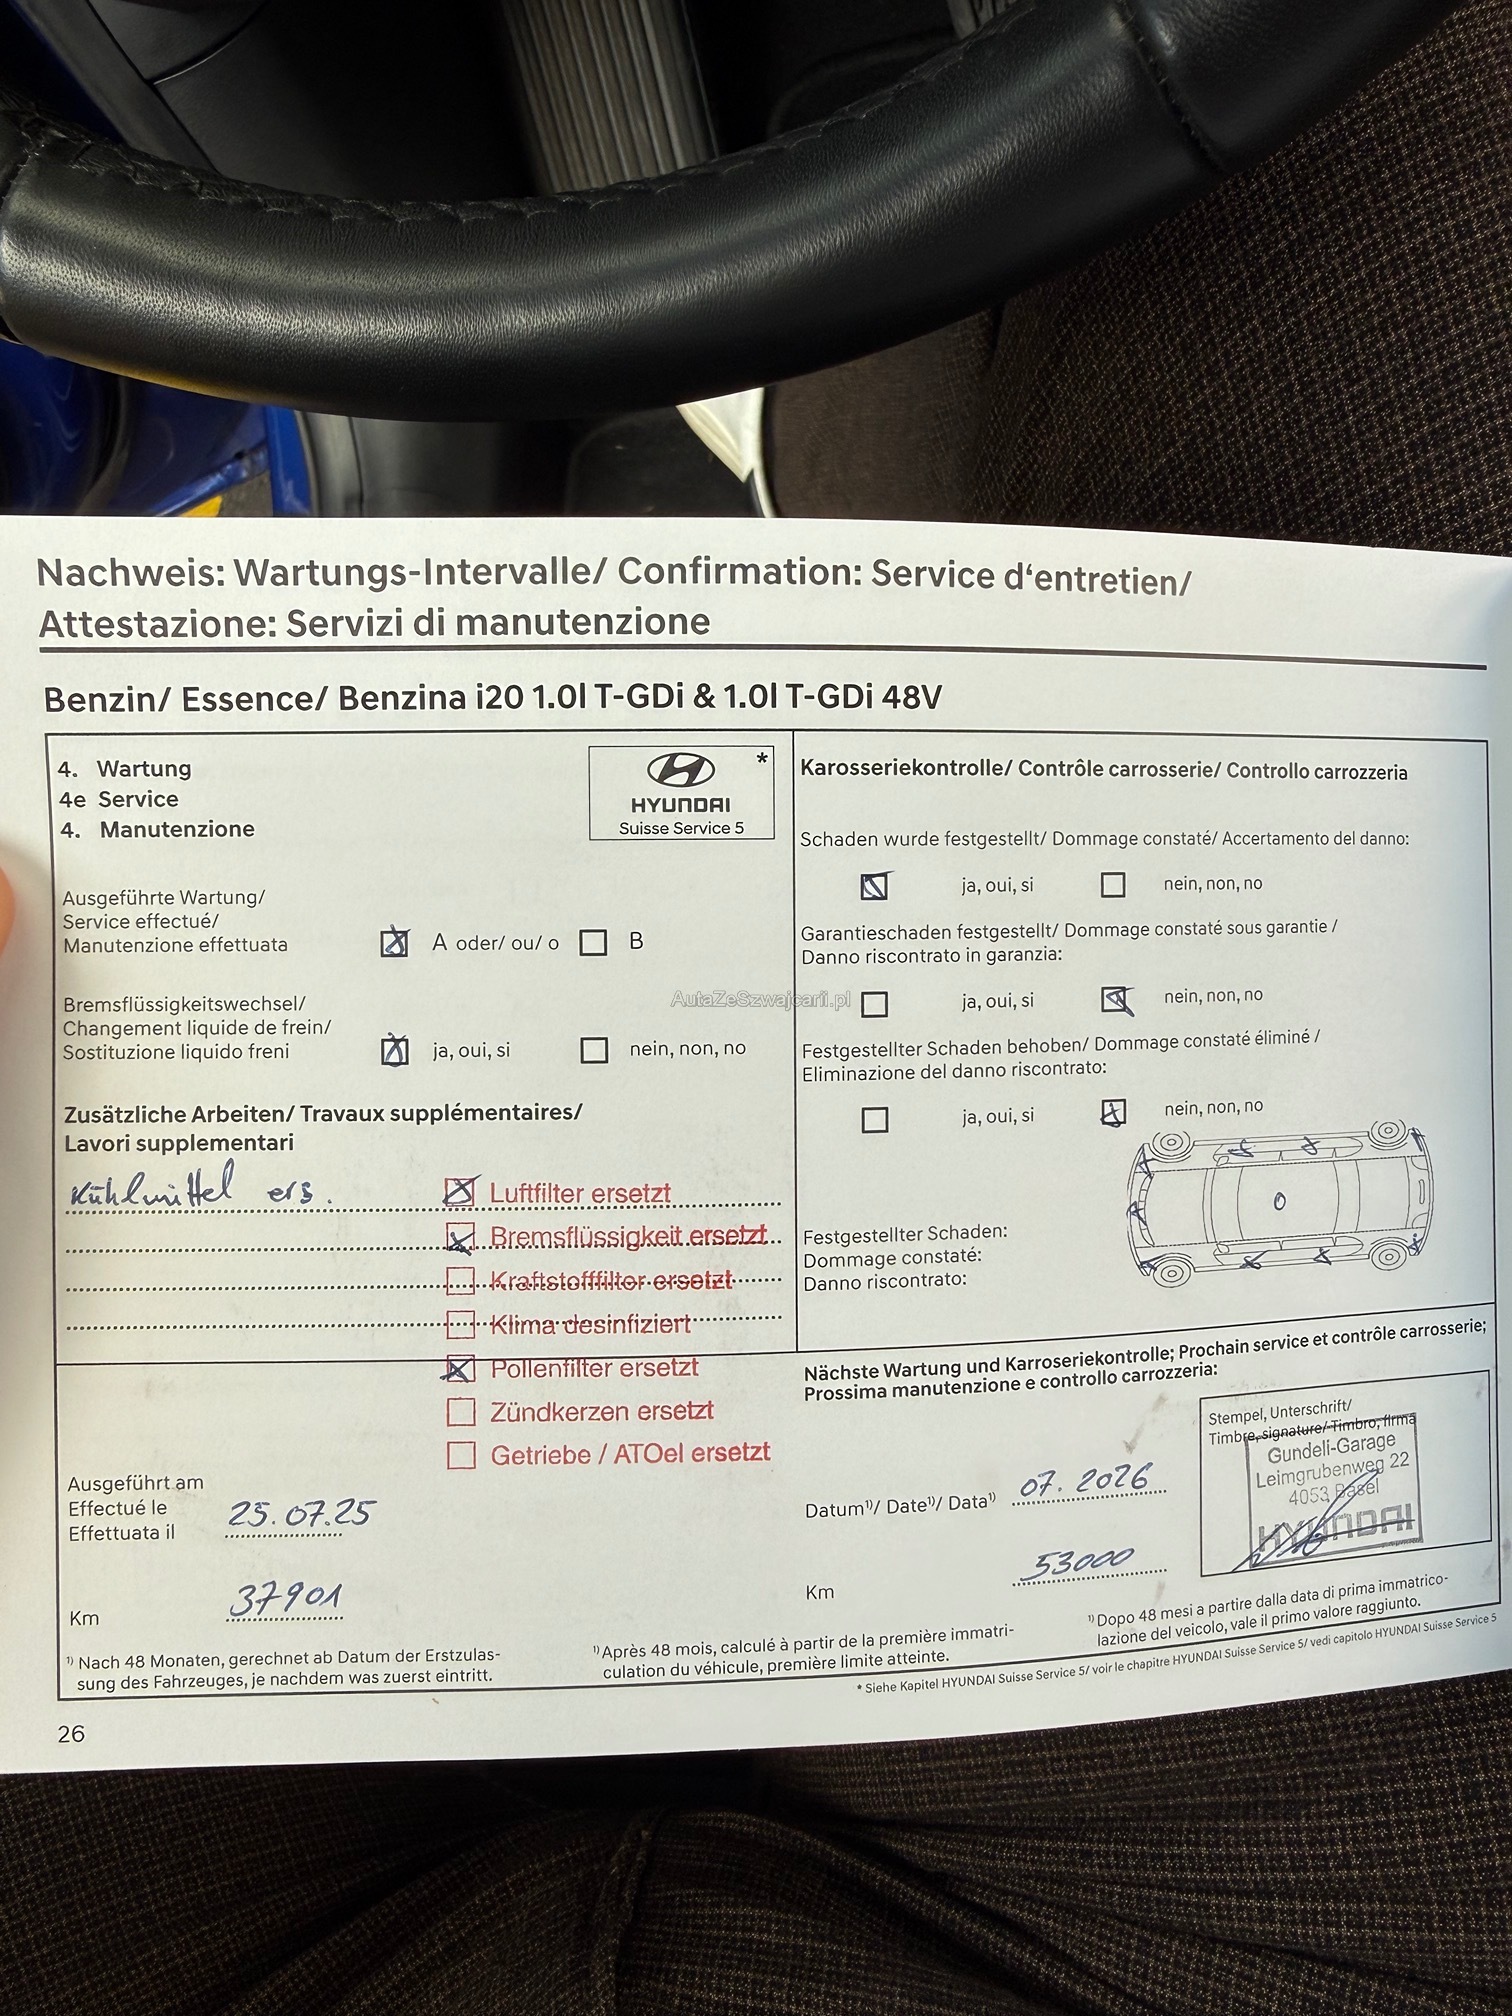 Nachweis: Wartungs-Intervalle/ Confirmation: Service d'entretien/
Attestazione: Servizi di manutenzione
Benzin/ Essence/ Benzina i20 1.0l T-GDi & 1.0l T-GDi 48V
4. Wartung
4e Service
4. Manutenzione
*
HYUNDAI
Suisse Service 5
Ausgeführte Wartung/
Service effectué/
Manutenzione effettuata
A oder/ ou/ o
B
Bremsflüssigkeitswechsel/
Changement liquide de frein/
Sostituzione liquido freni
ja, oui, si
nein, non, no
Zusätzliche Arbeiten/ Travaux supplémentaires/
Lavori supplementari
Kühlmittel ers.
Luftfilter ersetzt
Bremsflüssigkeit ersetzt
Kraftstofffilter ersetzt
Klima desinfiziert
Pollenfilter ersetzt
Zündkerzen ersetzt
Getriebe / ATOel ersetzt
Ausgeführt am
Effectué le
Effettuata il
25.07.25
Km
37901
Karosseriekontrolle/ Contrôle carrosserie/ Controllo carrozzeria
Schaden wurde festgestellt/ Dommage constaté/ Accertamento del danno:
ja, oui, si
nein, non, no
Garantieschaden festgestellt/ Dommage constaté sous garantie /
Danno riscontrato in garanzia:
ja, oui, si
nein, non, no
Festgestellter Schaden behoben/ Dommage constaté éliminé /
Eliminazione del danno riscontrato:
ja, oui, si
nein, non, no
Festgestellter Schaden:
Dommage constaté:
Danno riscontrato:
Nächste Wartung und Karroseriekontrolle; Prochain service et contrôle carrosserie;
Prossima manutenzione e controllo carrozzeria:
Datum¹⁾/ Date¹⁾/ Data¹⁾
07. 2026
Km
53000
Stempel, Unterschrift/
Timbre, signature/ Timbro, firma
Gundeli-Garage
Leimgrubenweg 22
4053 Basel
HYUNDAI
¹⁾ Nach 48 Monaten, gerechnet ab Datum der Erstzulas-
sung des Fahrzeuges, je nachdem was zuerst eintritt.
¹⁾ Après 48 mois, calculé à partir de la première immatri-
culation du véhicule, première limite atteinte.
¹⁾ Dopo 48 mesi a partire dalla data di prima immatrico-
lazione del veicolo, vale il primo valore raggiunto.
* Siehe Kapitel HYUNDAI Suisse Service 5/ voir le chapitre HYUNDAI Suisse Service 5/ vedi capitolo HYUNDAI Suisse Service 5
26
AutaZeSzwajcarii.pl